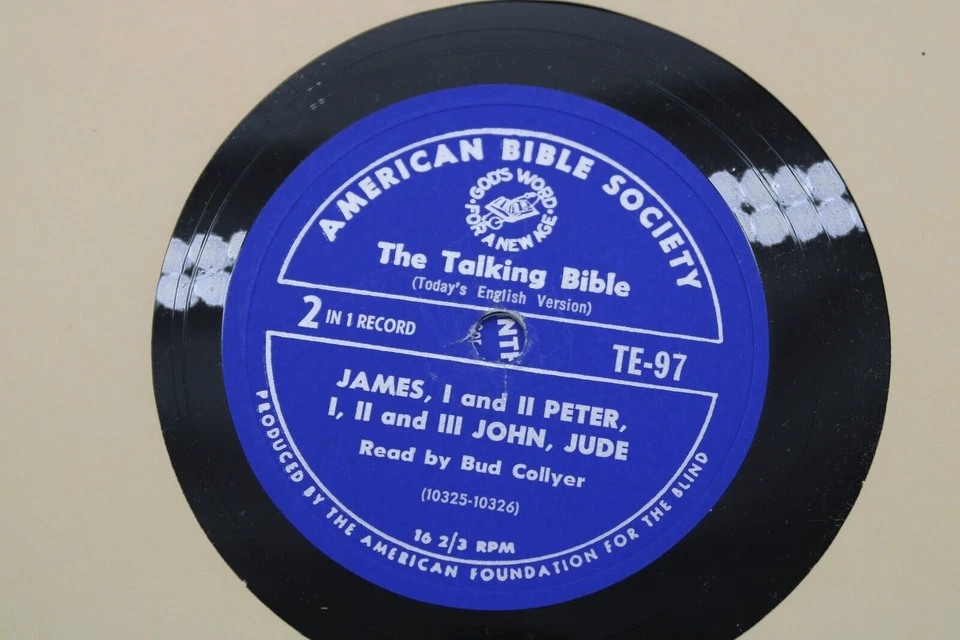 AMERICAN BIBLE SOCIETY
·GOD'S WORD·
FOR A NEW AGE
The Talking Bible
(Today's English Version)
2 IN 1 RECORD
TE-97
JAMES, I and II PETER,
I, II and III JOHN, JUDE
Read by Bud Collyer
(10325-10326)
16 2/3 RPM
PRODUCED BY THE AMERICAN FOUNDATION FOR THE BLIND